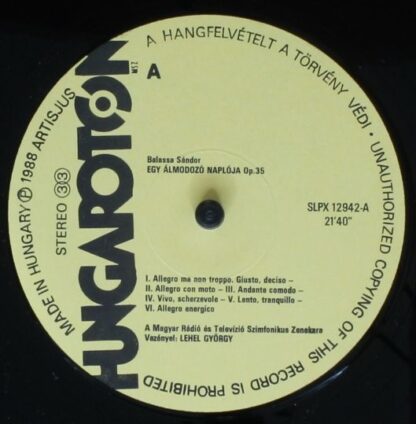 MADE IN HUNGARY Ⓟ 1988 ARTISJUS
A HANGFELVÉTELT A TÖRVÉNY VÉDI · UNAUTHORIZED COPYING OF THIS RECORD IS PROHIBITED
HUNGAROTON
MSZ
STEREO 33
A
Balassa Sándor
EGY ÁLMODOZÓ NAPLÓJA Op.35
SLPX 12942-A
21'40"
I. Allegro ma non troppo. Giusto, deciso –
II. Allegro con moto – III. Andante comodo –
IV. Vivo, scherzevole – V. Lento, tranquillo –
VI. Allegro energico
A Magyar Rádió és Televízió Szimfonikus Zenekara
Vezényel: LEHEL GYÖRGY